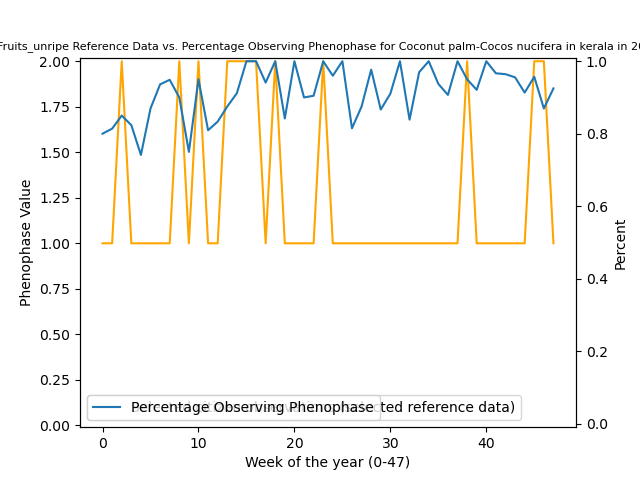 Fruits_unripe Reference Data vs. Percentage Observing Phenophase for Coconut palm-Cocos nucifera in kerala in 20
2.00
1.75
1.50
1.25
1.00
0.75
0.50
0.25
0.00
Phenophase Value
1.0
0.8
0.6
0.4
0.2
0.0
Percent
Percentage Observing Phenophase
ted reference data)
0 10 20 30 40
Week of the year (0-47)